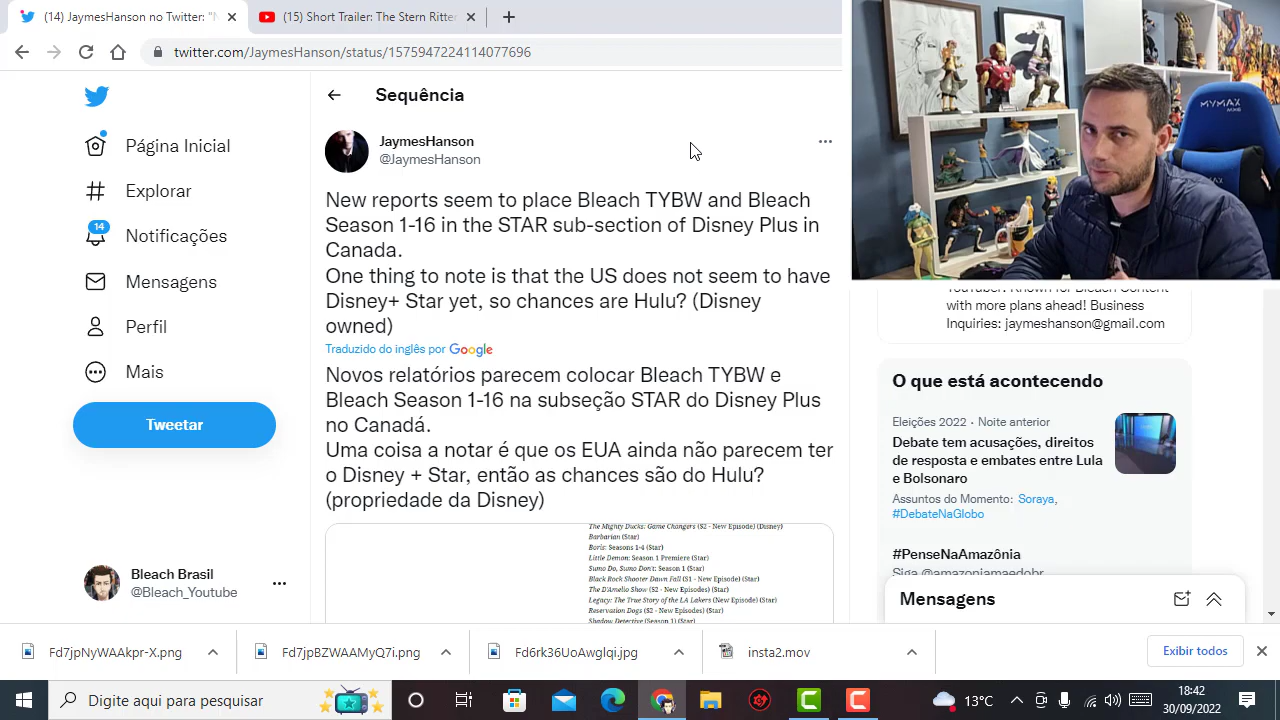 (14) JaymesHanson no Twitter: "N
(15) Short Trailer: The Stern Ritter
twitter.com/JaymesHanson/status/1575947224114077696
Sequência
JaymesHanson
@JaymesHanson
Página Inicial
Explorar
14
Notificações
Mensagens
Perfil
Mais
Tweetar
New reports seem to place Bleach TYBW and Bleach
Season 1-16 in the STAR sub-section of Disney Plus in
Canada.
One thing to note is that the US does not seem to have
Disney+ Star yet, so chances are Hulu? (Disney
owned)
Traduzido do inglês por Google
Novos relatórios parecem colocar Bleach TYBW e
Bleach Season 1-16 na subseção STAR do Disney Plus
no Canadá.
Uma coisa a notar é que os EUA ainda não parecem ter
o Disney + Star, então as chances são do Hulu?
(propriedade da Disney)
The Mighty Ducks: Game Changers (S2 - New Episode) (Disney)
Barbarian (Star)
Boris: Seasons 1-4 (Star)
Little Demon: Season 1 Premiere (Star)
Sumo Do, Sumo Don't: Season 1 (Star)
Black Rock Shooter Dawn Fall (S1 - New Episode) (Star)
The D'Amelio Show (S2 - New Episodes) (Star)
Legacy: The True Story of the LA Lakers (New Episode) (Star)
Reservation Dogs (S2 - New Episodes) (Star)
Shadow Detective (Season 1) (Star)
MYMAX
YouTuber. Known for Bleach Content
with more plans ahead! Business
Inquiries: jaymeshanson@gmail.com
O que está acontecendo
Eleições 2022 · Noite anterior
Debate tem acusações, direitos
de resposta e embates entre Lula
e Bolsonaro
Assuntos do Momento: Soraya,
#DebateNaGlobo
#PenseNaAmazônia
Siga @amazoniamaedobr
Mensagens
Bleach Brasil
@Bleach_Youtube
Fd7jpNyWAAkpr-X.png
Fd7jpBZWAAMyQ7i.png
Fd6rk36UoAwglqi.jpg
insta2.mov
Exibir todos
Digite aqui para pesquisar
13°C
18:42
30/09/2022